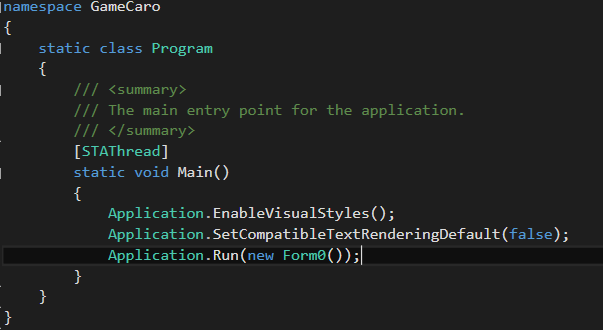 namespace GameCaro
{
    static class Program
    {
        /// <summary>
        /// The main entry point for the application.
        /// </summary>
        [STAThread]
        static void Main()
        {
            Application.EnableVisualStyles();
            Application.SetCompatibleTextRenderingDefault(false);
            Application.Run(new Form0());
        }
    }
}